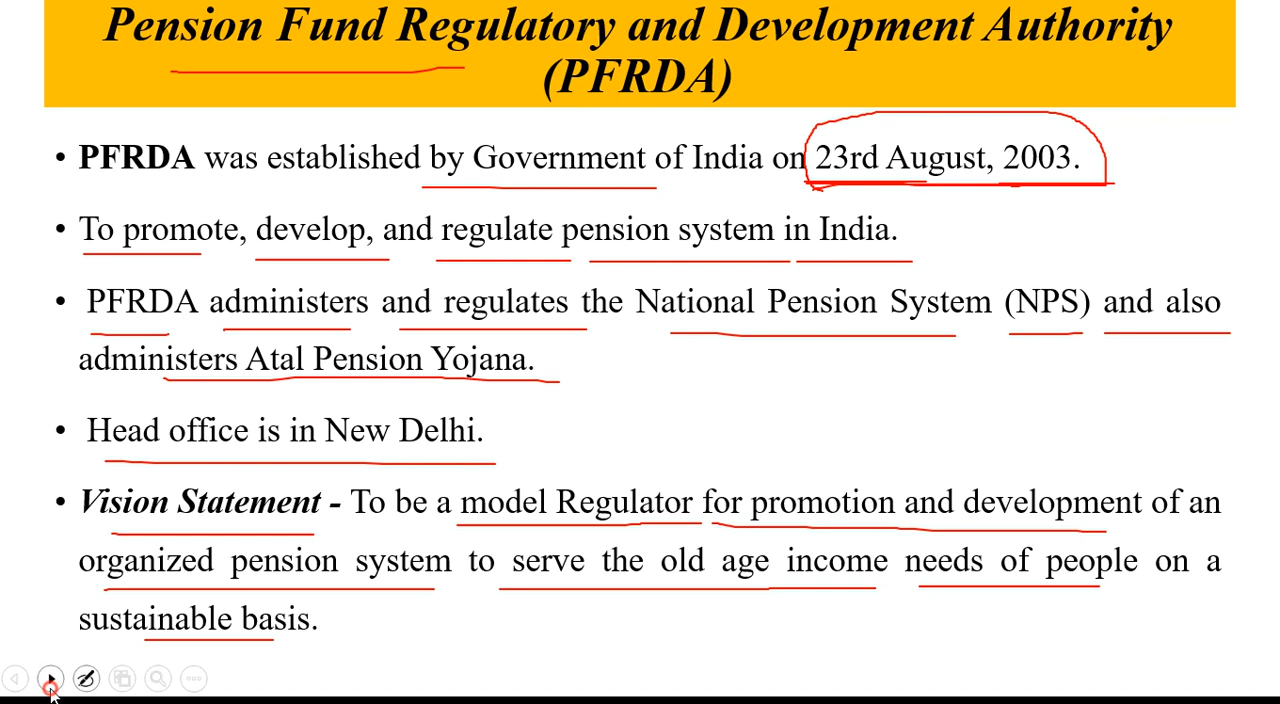 Pension Fund Regulatory and Development Authority
(PFRDA)
• PFRDA was established by Government of India on 23rd August, 2003.
• To promote, develop, and regulate pension system in India.
• PFRDA administers and regulates the National Pension System (NPS) and also
administers Atal Pension Yojana.
• Head office is in New Delhi.
• Vision Statement - To be a model Regulator for promotion and development of an
organized pension system to serve the old age income needs of people on a
sustainable basis.